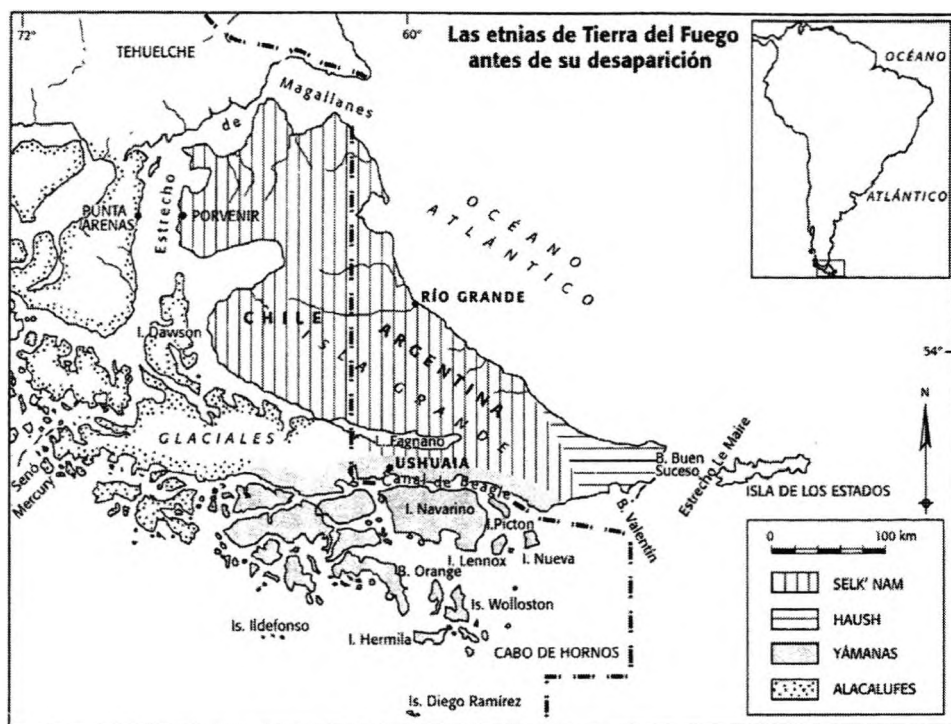 72°
60
Las etnias de Tierra del Fuego
antes de su desaparición
TEHUELCHE
OCÉANO
ATLÁNTICO
Estrecho de Magallanes
PUNTA
ARENAS
PORVENIR
OCÉANO
ATLÁNTICO
RÍO GRANDE
CHILE
ARGENTINA
ISLA GRANDE
I. Dawson
54°
N
GLACIALES
L. Fagnano
USHUAIA
anal de Beagle
B. Buen
Suceso
Estrecho Le Maire
ISLA DE LOS ESTADOS
B. Valentín
Senó
Mercury
I. Navarino
I.Picton
I. Lennox
I. Nueva
B. Orange
Is. Wolloston
Is. Ildefonso
I. Hermila
CABO DE HORNOS
Is. Diego Ramírez
0 100 km
SELK' NAM
HAUSH
YÁMANAS
ALACALUFES